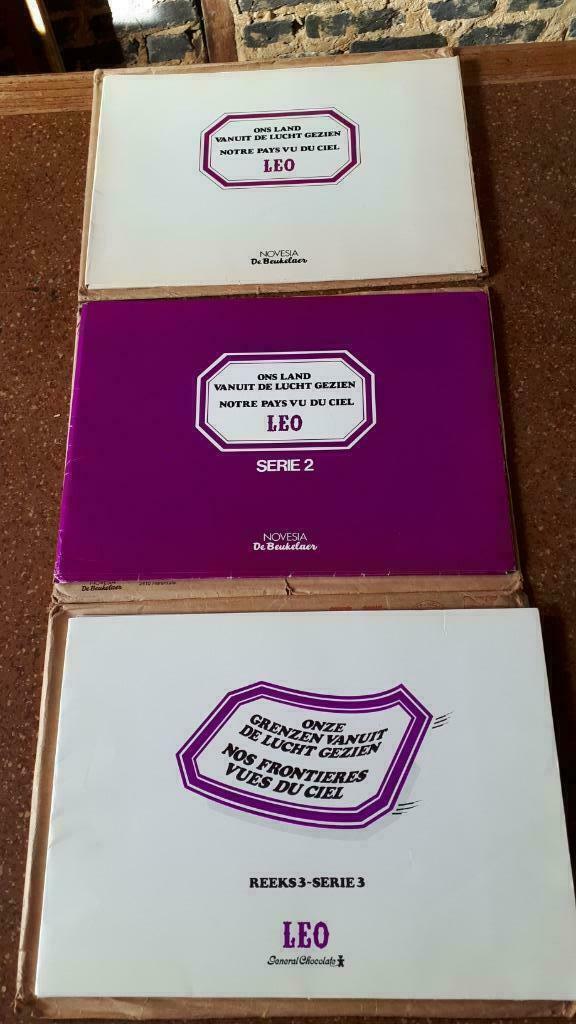 ONS LAND
VANUIT DE LUCHT GEZIEN
NOTRE PAYS VU DU CIEL
LEO
NOVESIA
De Beukelaer
ONS LAND
VANUIT DE LUCHT GEZIEN
NOTRE PAYS VU DU CIEL
LEO
SERIE 2
NOVESIA
De Beukelaer
De Beukelaer
ONZE
GRENZEN VANUIT
DE LUCHT GEZIEN
NOS FRONTIERES
VUES DU CIEL
REEKS 3-SERIE 3
LEO
General Chocolate